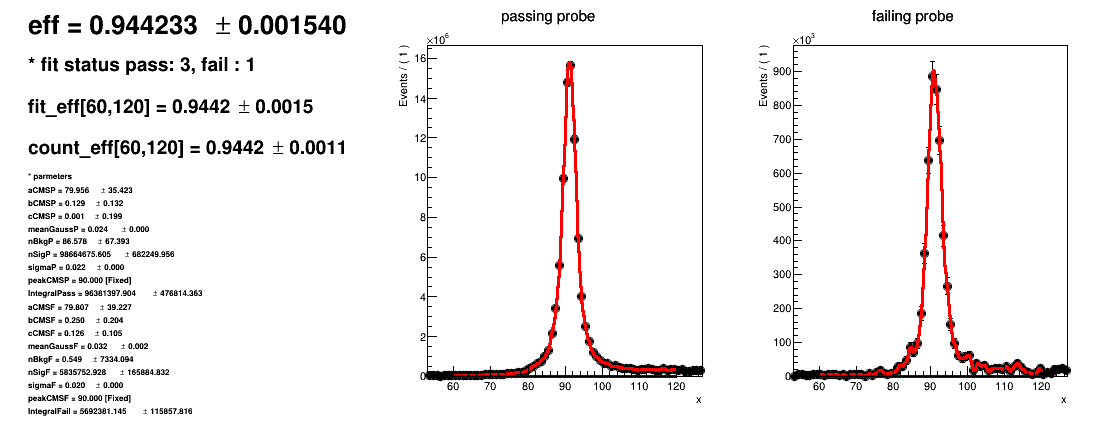 eff = 0.944233 ± 0.001540
* fit status pass: 3, fail : 1
fit_eff[60,120] = 0.9442 ± 0.0015
count_eff[60,120] = 0.9442 ± 0.0011
* parmeters
aCMSP = 79.956 ± 35.423
bCMSP = 0.129 ± 0.132
cCMSP = 0.001 ± 0.199
meanGaussP = 0.024 ± 0.000
nBkgP = 86.578 ± 67.393
nSigP = 98664675.605 ± 682249.956
sigmaP = 0.022 ± 0.000
peakCMSP = 90.000 [Fixed]
IntegralPass = 96381397.904 ± 476814.363
aCMSF = 79.807 ± 39.227
bCMSF = 0.250 ± 0.204
cCMSF = 0.126 ± 0.105
meanGaussF = 0.032 ± 0.002
nBkgF = 0.549 ± 7334.094
nSigF = 5835752.928 ± 165884.832
sigmaF = 0.020 ± 0.000
peakCMSF = 90.000 [Fixed]
IntegralFail = 5692381.145 ± 115857.816
passing probe
×10⁶
Events / ( 1 )
16
14
12
10
8
6
4
2
0
60 70 80 90 100 110 120
x
failing probe
×10³
Events / ( 1 )
900
800
700
600
500
400
300
200
100
0
60 70 80 90 100 110 120
x